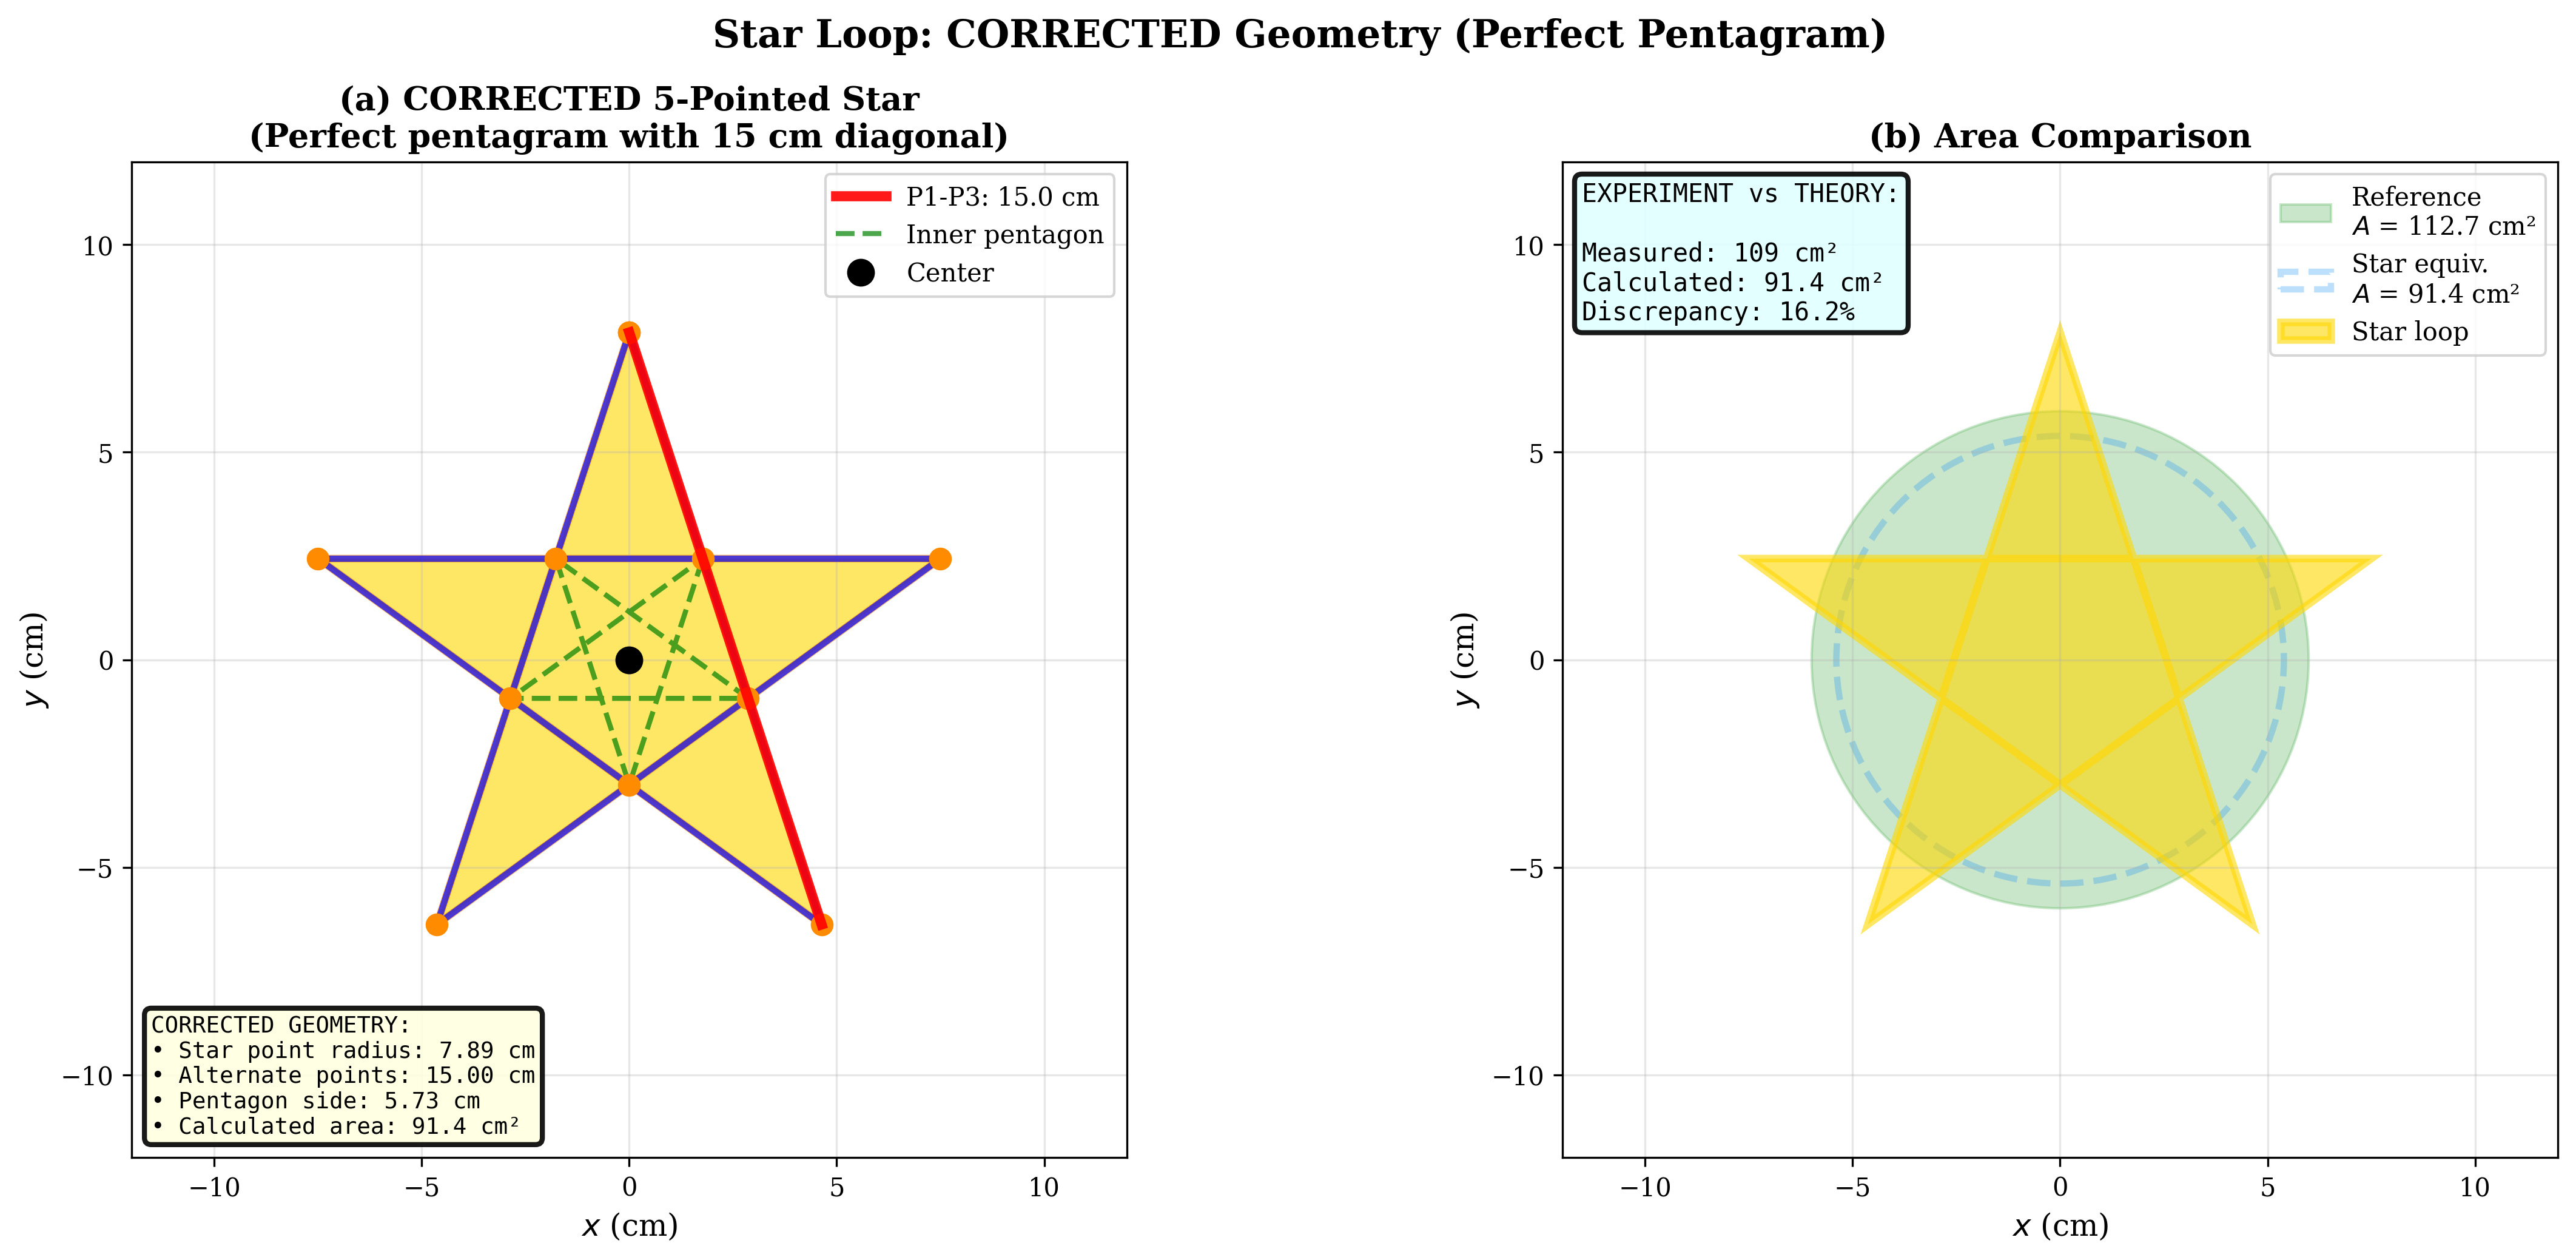 Star Loop: CORRECTED Geometry (Perfect Pentagram)
(a) CORRECTED 5-Pointed Star
(Perfect pentagram with 15 cm diagonal)
P1-P3: 15.0 cm
Inner pentagon
Center
10
5
0
−5
−10
y (cm)
CORRECTED GEOMETRY:
• Star point radius: 7.89 cm
• Alternate points: 15.00 cm
• Pentagon side: 5.73 cm
• Calculated area: 91.4 cm²
−10
−5
0
5
10
x (cm)
(b) Area Comparison
EXPERIMENT vs THEORY:
Measured: 109 cm²
Calculated: 91.4 cm²
Discrepancy: 16.2%
Reference
A = 112.7 cm²
Star equiv.
A = 91.4 cm²
Star loop
10
5
0
−5
−10
y (cm)
−10
−5
0
5
10
x (cm)